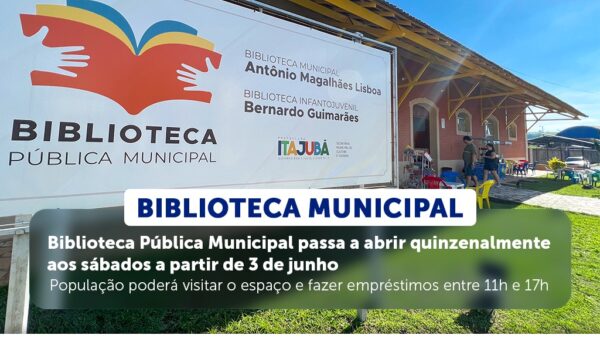 BIBLIOTECA
PÚBLICA MUNICIPAL
BIBLIOTECA MUNICIPAL
Antônio Magalhães Lisboa
BIBLIOTECA INFANTOJUVENIL
Bernardo Guimarães
ITAJUBÁ
BIBLIOTECA MUNICIPAL
Biblioteca Pública Municipal passa a abrir quinzenalmente
aos sábados a partir de 3 de junho
População poderá visitar o espaço e fazer empréstimos entre 11h e 17h